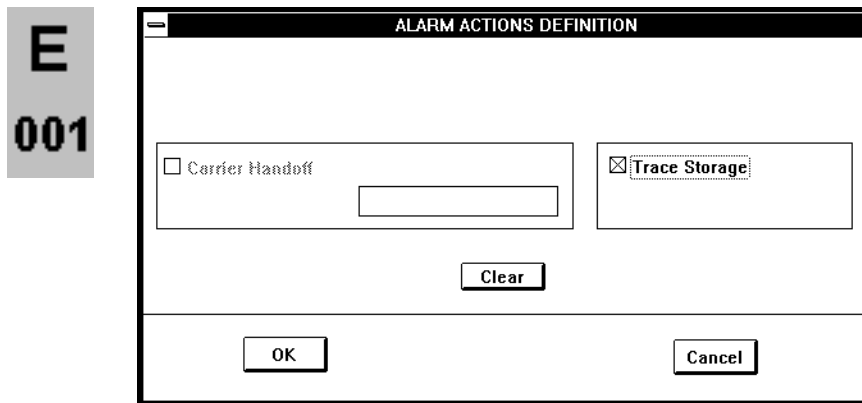 E
001
ALARM ACTIONS DEFINITION
Carrier Handoff
Trace Storage
Clear
OK
Cancel